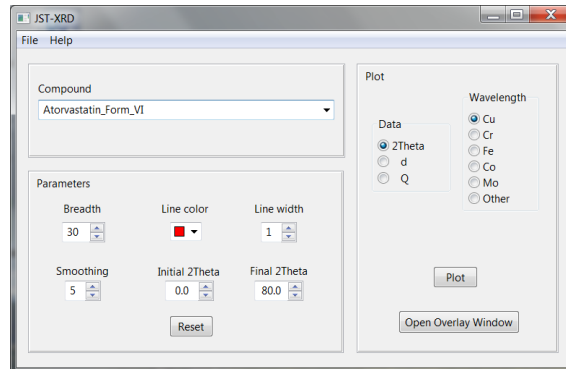 JST-XRD
File Help
Compound
Atorvastatin_Form_VI
Parameters
Breadth Line color Line width
30 1
Smoothing Initial 2Theta Final 2Theta
5 0.0 80.0
Reset
Plot
Data
2Theta
d
Q
Wavelength
Cu
Cr
Fe
Co
Mo
Other
Plot
Open Overlay Window